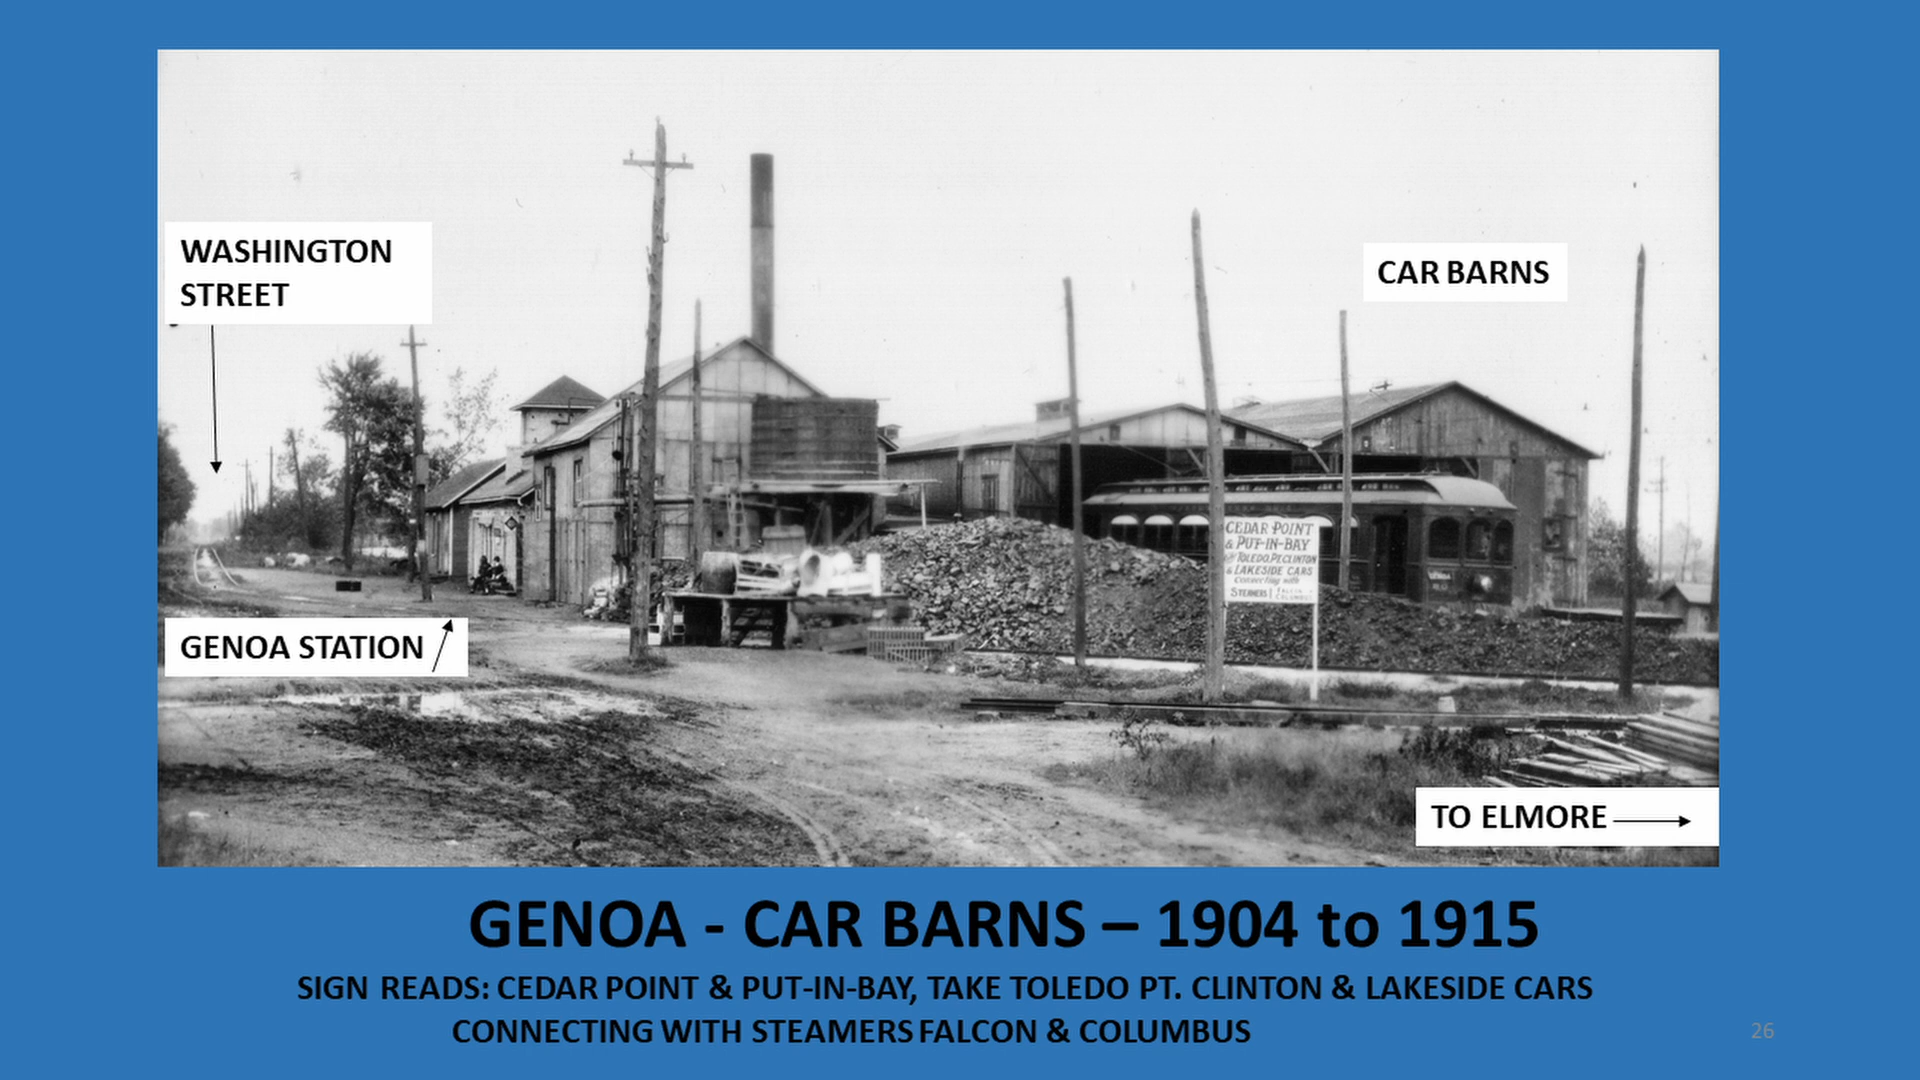 WASHINGTON
STREET
CAR BARNS
CEDAR POINT
& PUT-IN-BAY
TOLEDO, PT. CLINTON
& LAKESIDE CARS
Connecting with
STEAMERS FALCON &
COLUMBUS
GENOA STATION
TO ELMORE
GENOA - CAR BARNS – 1904 to 1915
SIGN READS: CEDAR POINT & PUT-IN-BAY, TAKE TOLEDO PT. CLINTON & LAKESIDE CARS
CONNECTING WITH STEAMERS FALCON & COLUMBUS
26